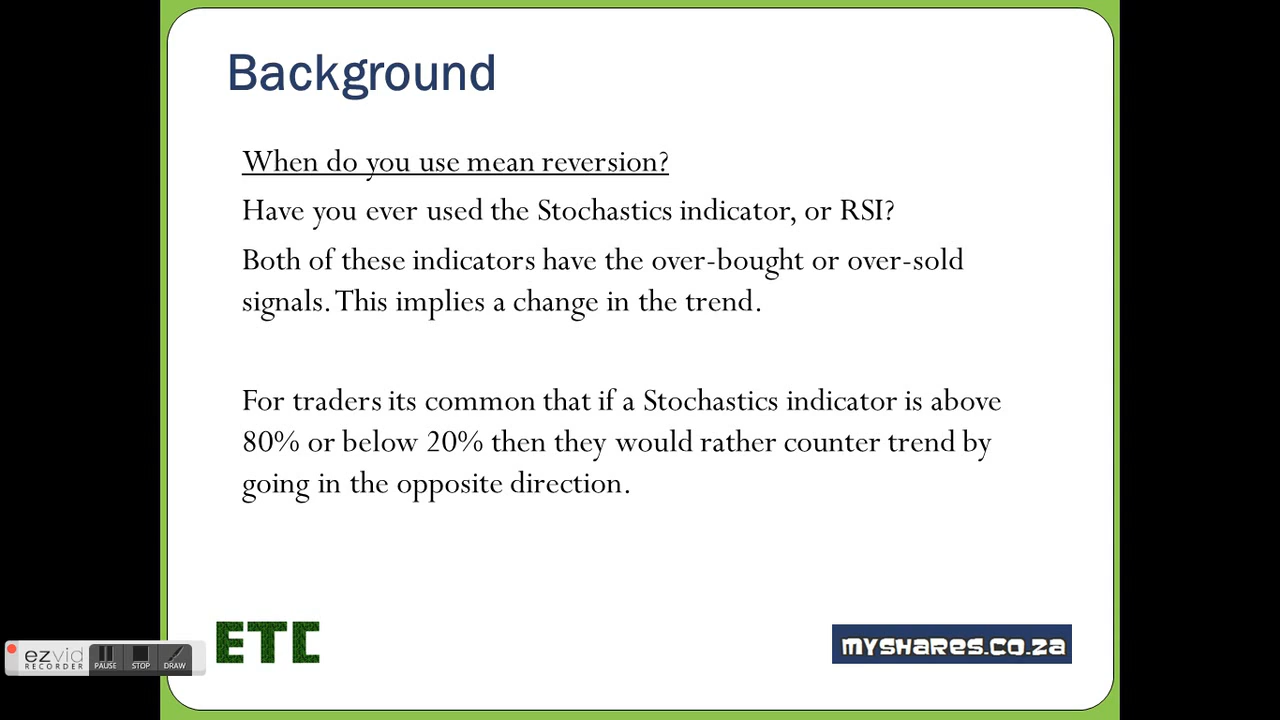 Background
When do you use mean reversion?
Have you ever used the Stochastics indicator, or RSI?
Both of these indicators have the over-bought or over-sold
signals. This implies a change in the trend.
For traders its common that if a Stochastics indicator is above
80% or below 20% then they would rather counter trend by
going in the opposite direction.
ETC
MYSHARES.CO.ZA
ezvid
RECORDER
PAUSE
STOP
DRAW